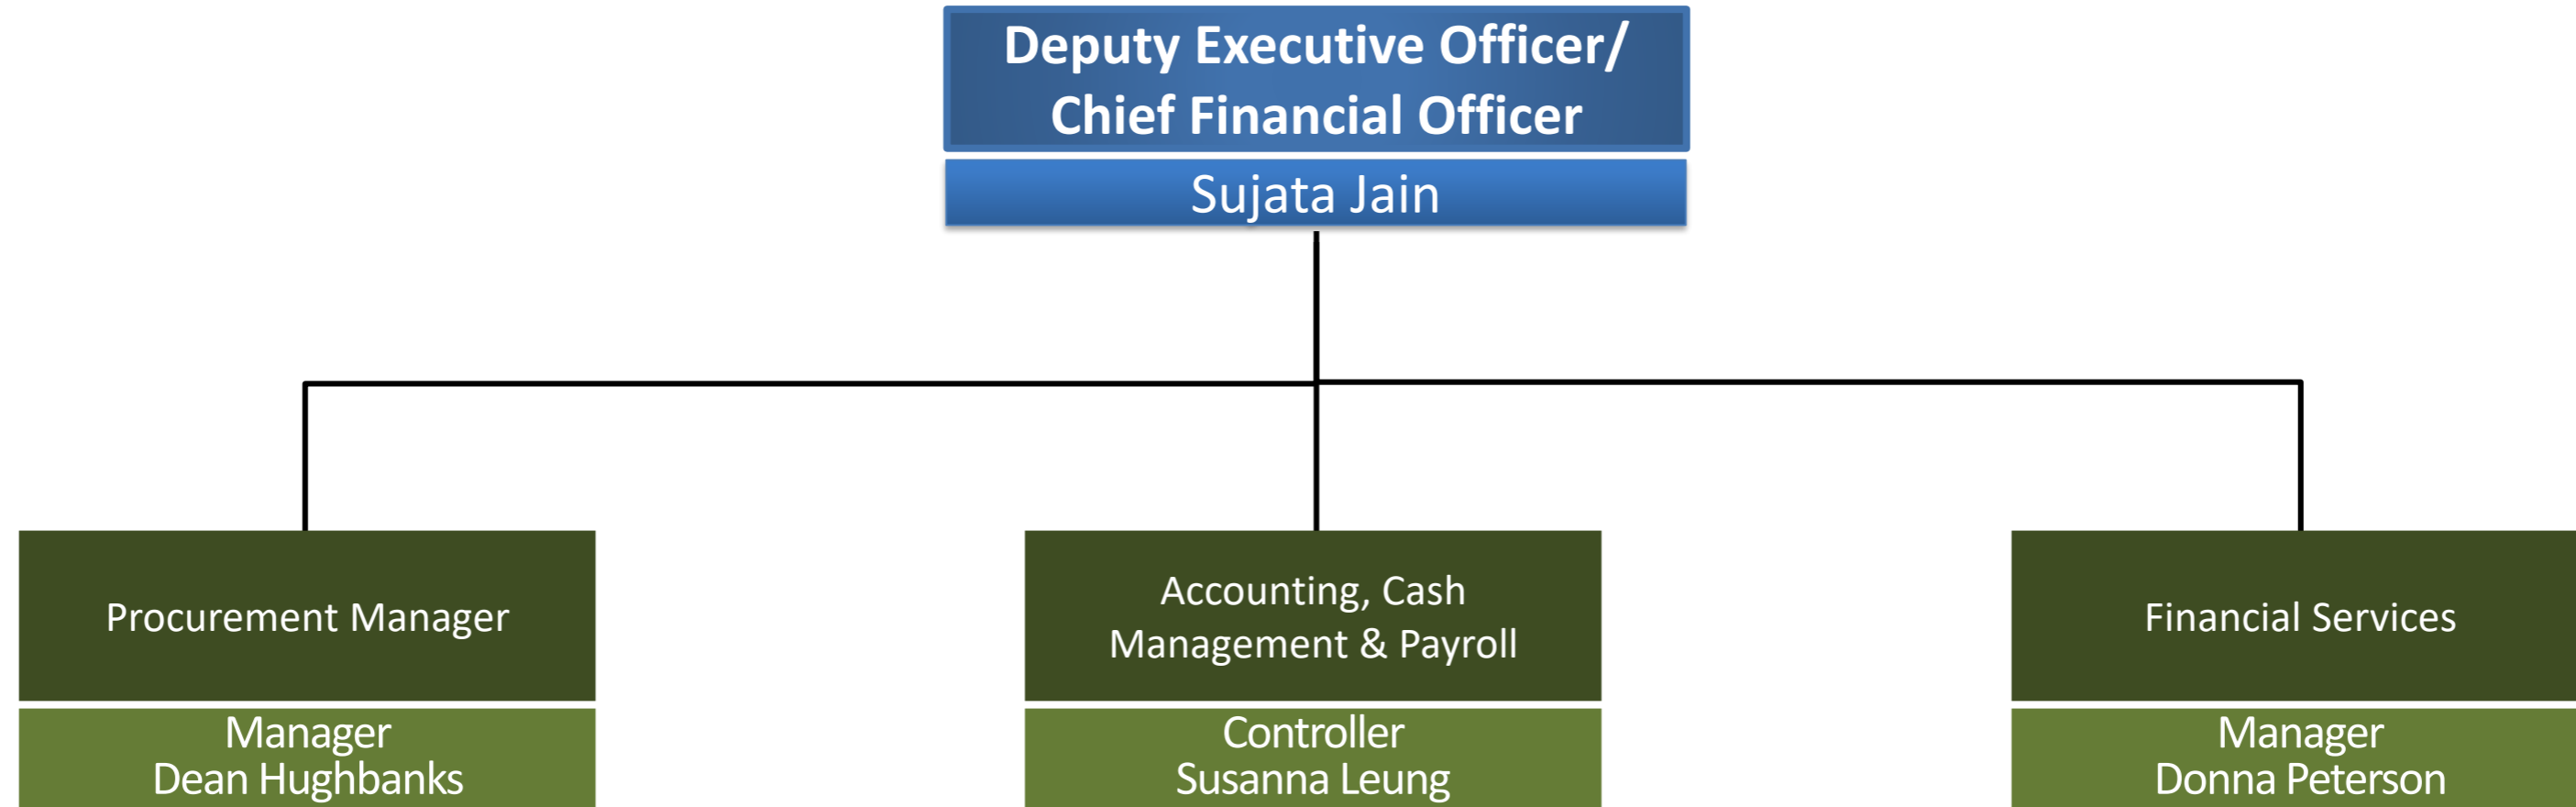 Deputy Executive Officer/
Chief Financial Officer
Sujata Jain
Procurement Manager
Manager
Dean Hughbanks
Accounting, Cash
Management & Payroll
Controller
Susanna Leung
Financial Services
Manager
Donna Peterson